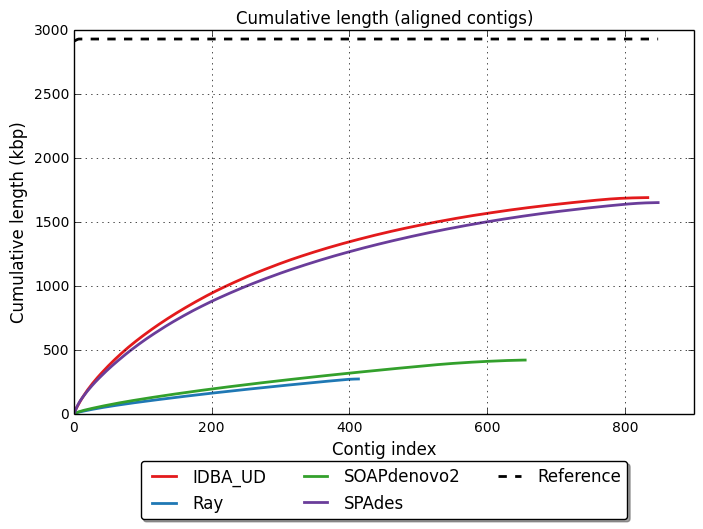 Cumulative length (aligned contigs)
3000
2500
2000
1500
1000
500
0
Cumulative length (kbp)
0 200 400 600 800
Contig index
IDBA_UD SOAPdenovo2 Reference
Ray SPAdes